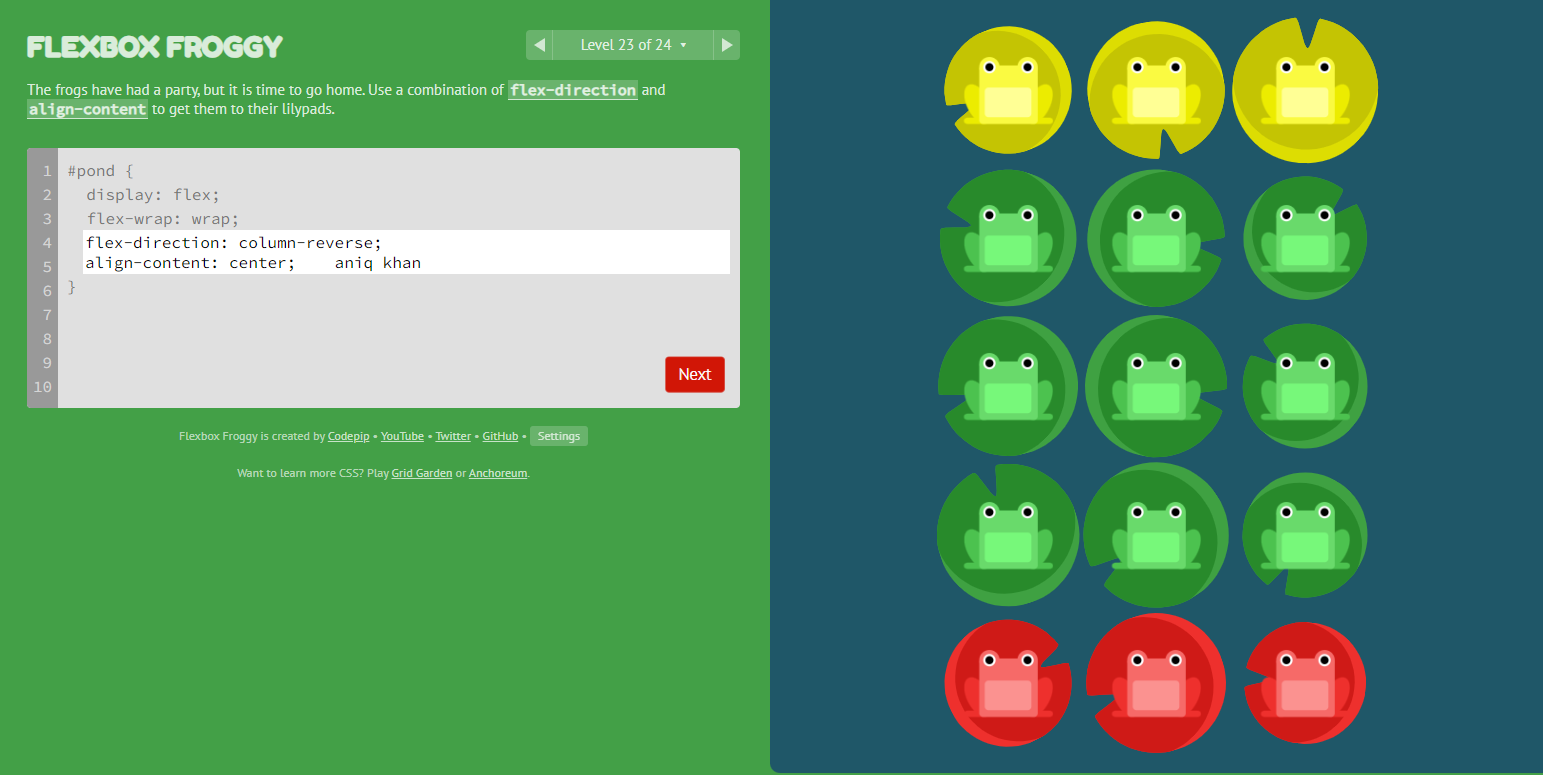 FLEXBOX FROGGY
◀ Level 23 of 24 ▾ ▶
The frogs have had a party, but it is time to go home. Use a combination of flex-direction and
align-content to get them to their lilypads.
1 #pond {
2 display: flex;
3 flex-wrap: wrap;
4 flex-direction: column-reverse;
5 align-content: center; aniq khan
6 }
7
8
9
10
Next
Flexbox Froggy is created by Codepip • YouTube • Twitter • GitHub • Settings
Want to learn more CSS? Play Grid Garden or Anchoreum.